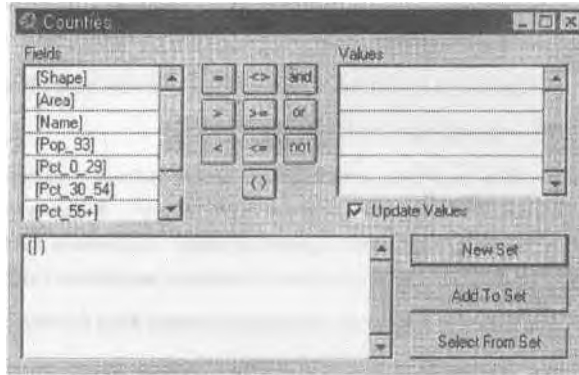 Counties
Fields
Values
[Shape]
[Area]
[Name]
[Pop_93]
[Pct_0_29]
[Pct_30_54]
[Pct_55+]
= <> and
> >= or
< <= not
()
Update Values
( )
New Set
Add To Set
Select From Set